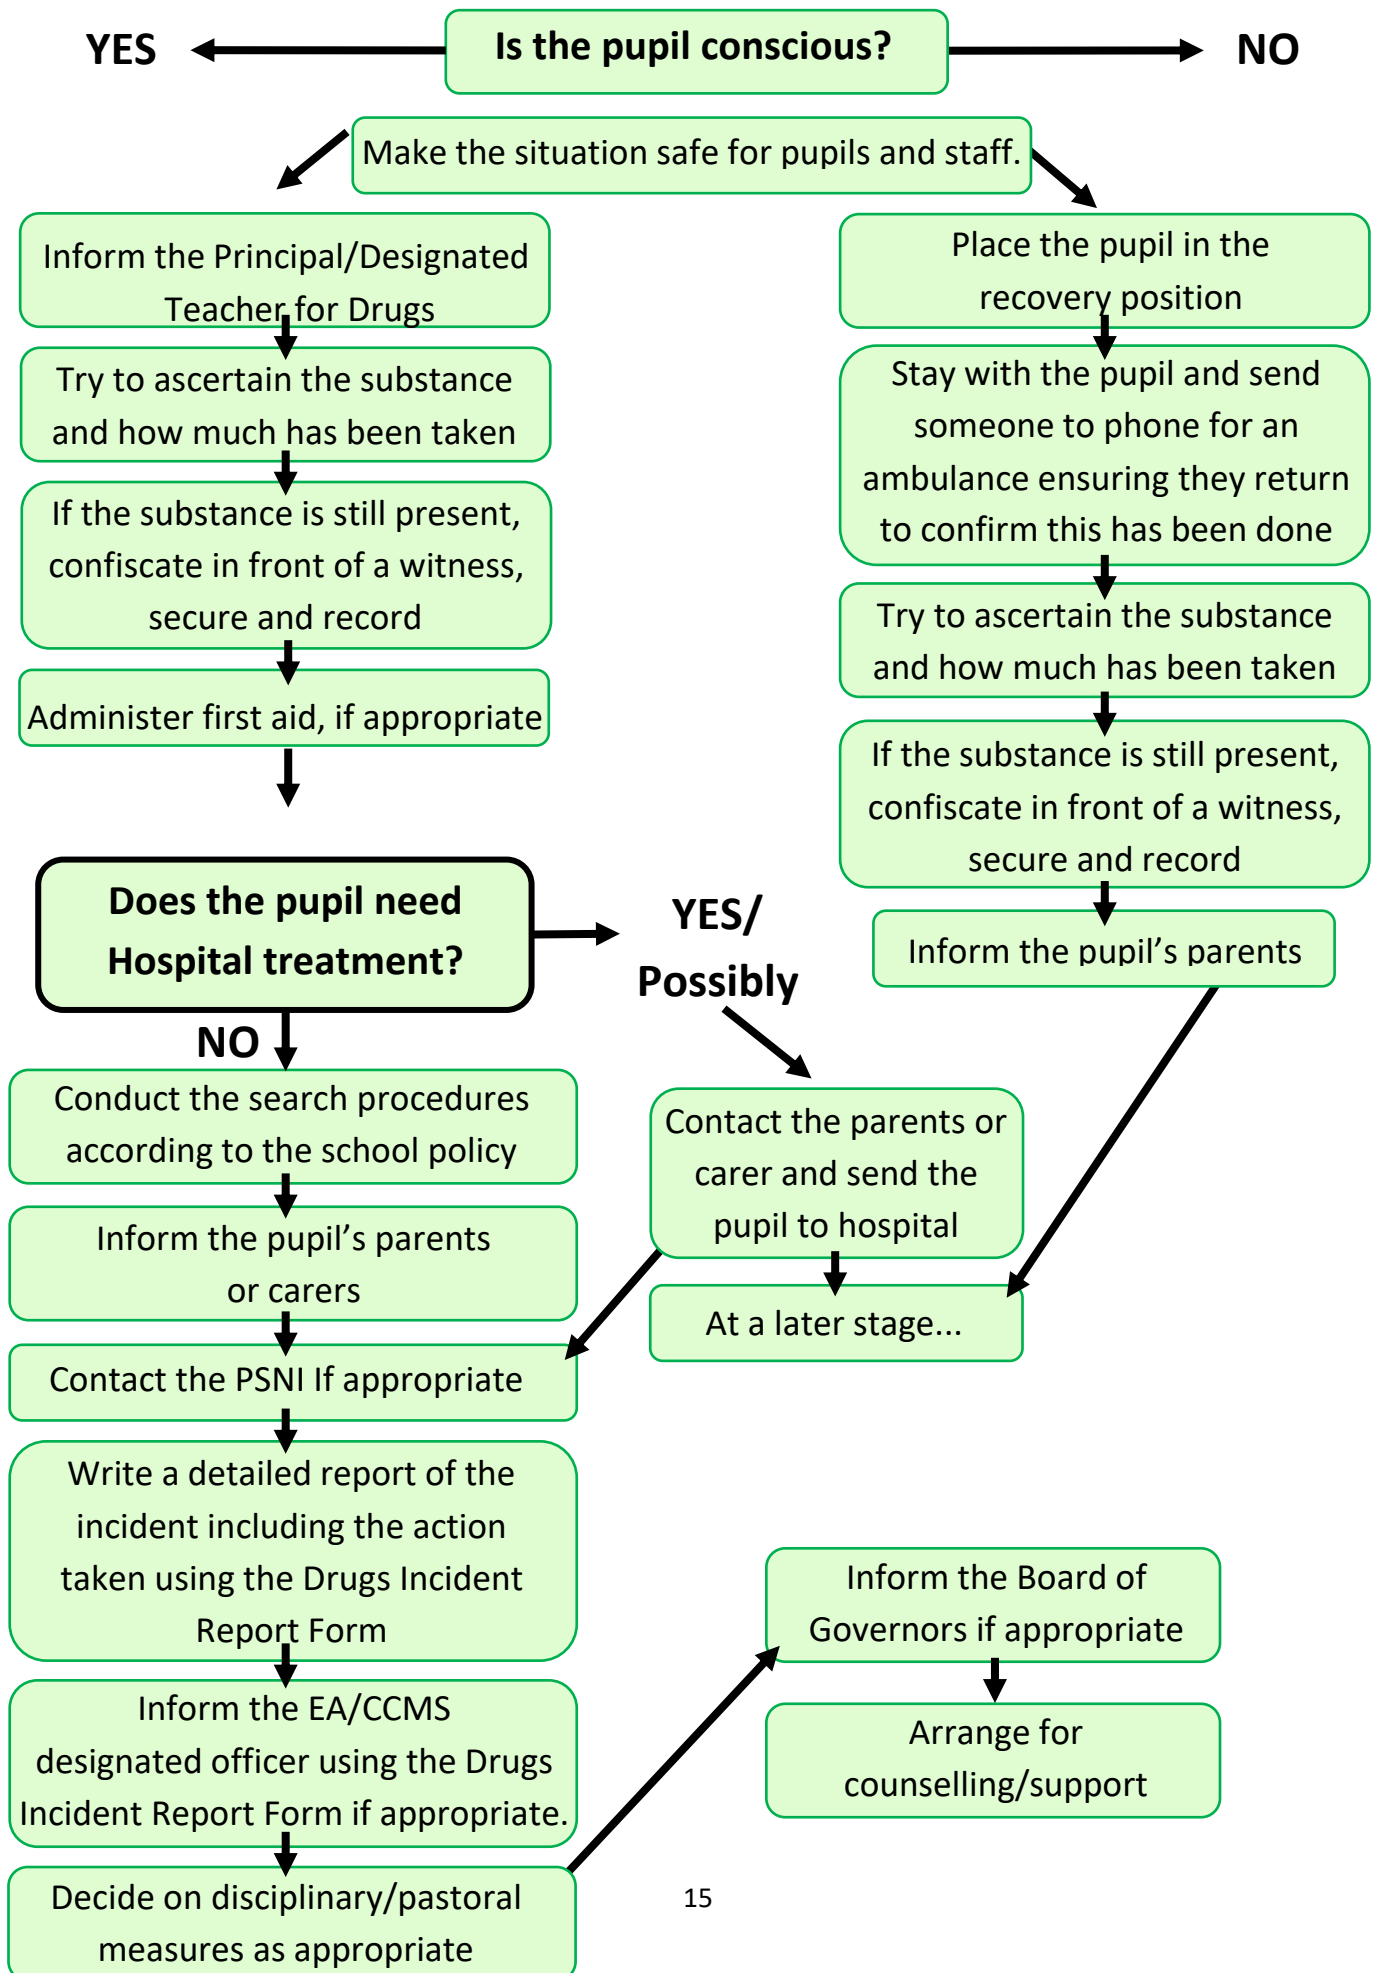 Is the pupil conscious?
YES
NO
Make the situation safe for pupils and staff.
Inform the Principal/Designated
Teacher for Drugs
Try to ascertain the substance
and how much has been taken
If the substance is still present,
confiscate in front of a witness,
secure and record
Administer first aid, if appropriate
Place the pupil in the
recovery position
Stay with the pupil and send
someone to phone for an
ambulance ensuring they return
to confirm this has been done
Try to ascertain the substance
and how much has been taken
If the substance is still present,
confiscate in front of a witness,
secure and record
Inform the pupil’s parents
Does the pupil need
Hospital treatment?
YES/
Possibly
NO
Conduct the search procedures
according to the school policy
Inform the pupil’s parents
or carers
Contact the PSNI If appropriate
Contact the parents or
carer and send the
pupil to hospital
At a later stage...
Write a detailed report of the
incident including the action
taken using the Drugs Incident
Report Form
Inform the EA/CCMS
designated officer using the Drugs
Incident Report Form if appropriate.
Decide on disciplinary/pastoral
measures as appropriate
Inform the Board of
Governors if appropriate
Arrange for
counselling/support
15